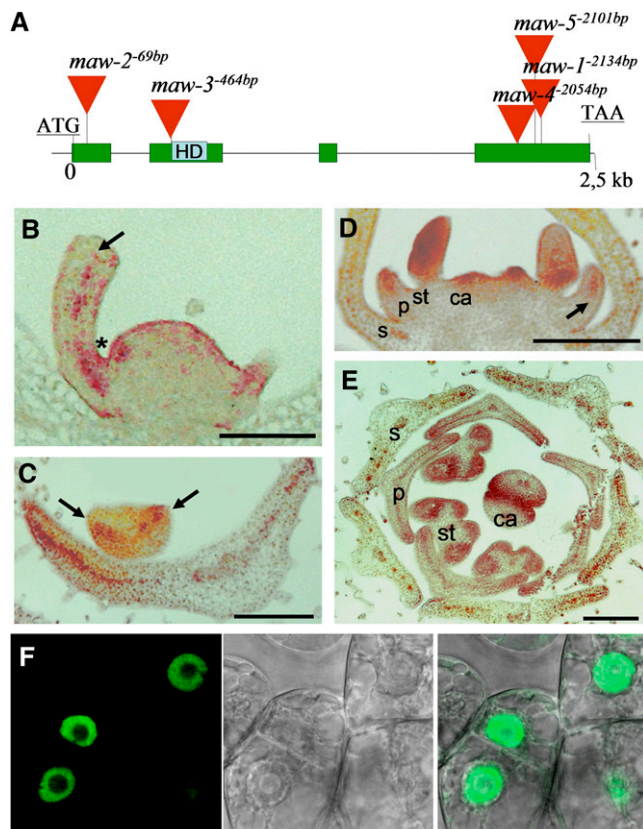 A
maw-5-2101bp
maw-2-69bp
maw-1-2134bp
maw-3-464bp
maw-4-2054bp
ATG
TAA
HD
0
2,5 kb
B
*
D
p
st
ca
s
C
E
s
p
st
ca
F